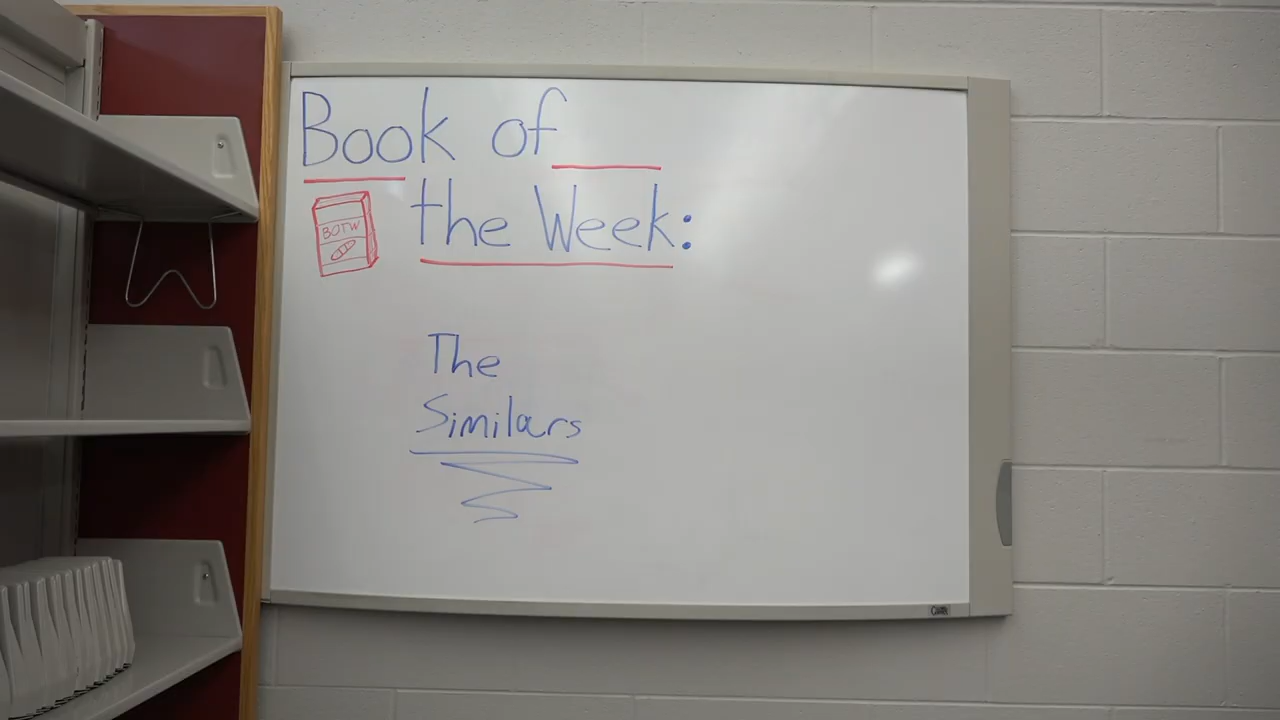 Book of
the Week:
BOTW
The
Similars